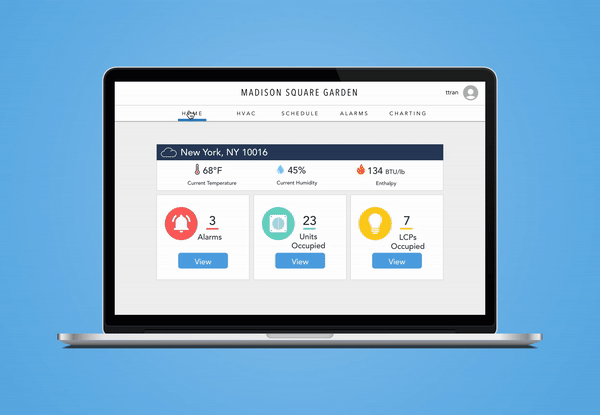 MADISON SQUARE GARDEN
ttran
HOME HVAC SCHEDULE ALARMS CHARTING
New York, NY 10016
68°F 45% 134 BTU/lb
Current Temperature Current Humidity Enthalpy
3
Alarms
View
23
Units
Occupied
View
7
LCPs
Occupied
View